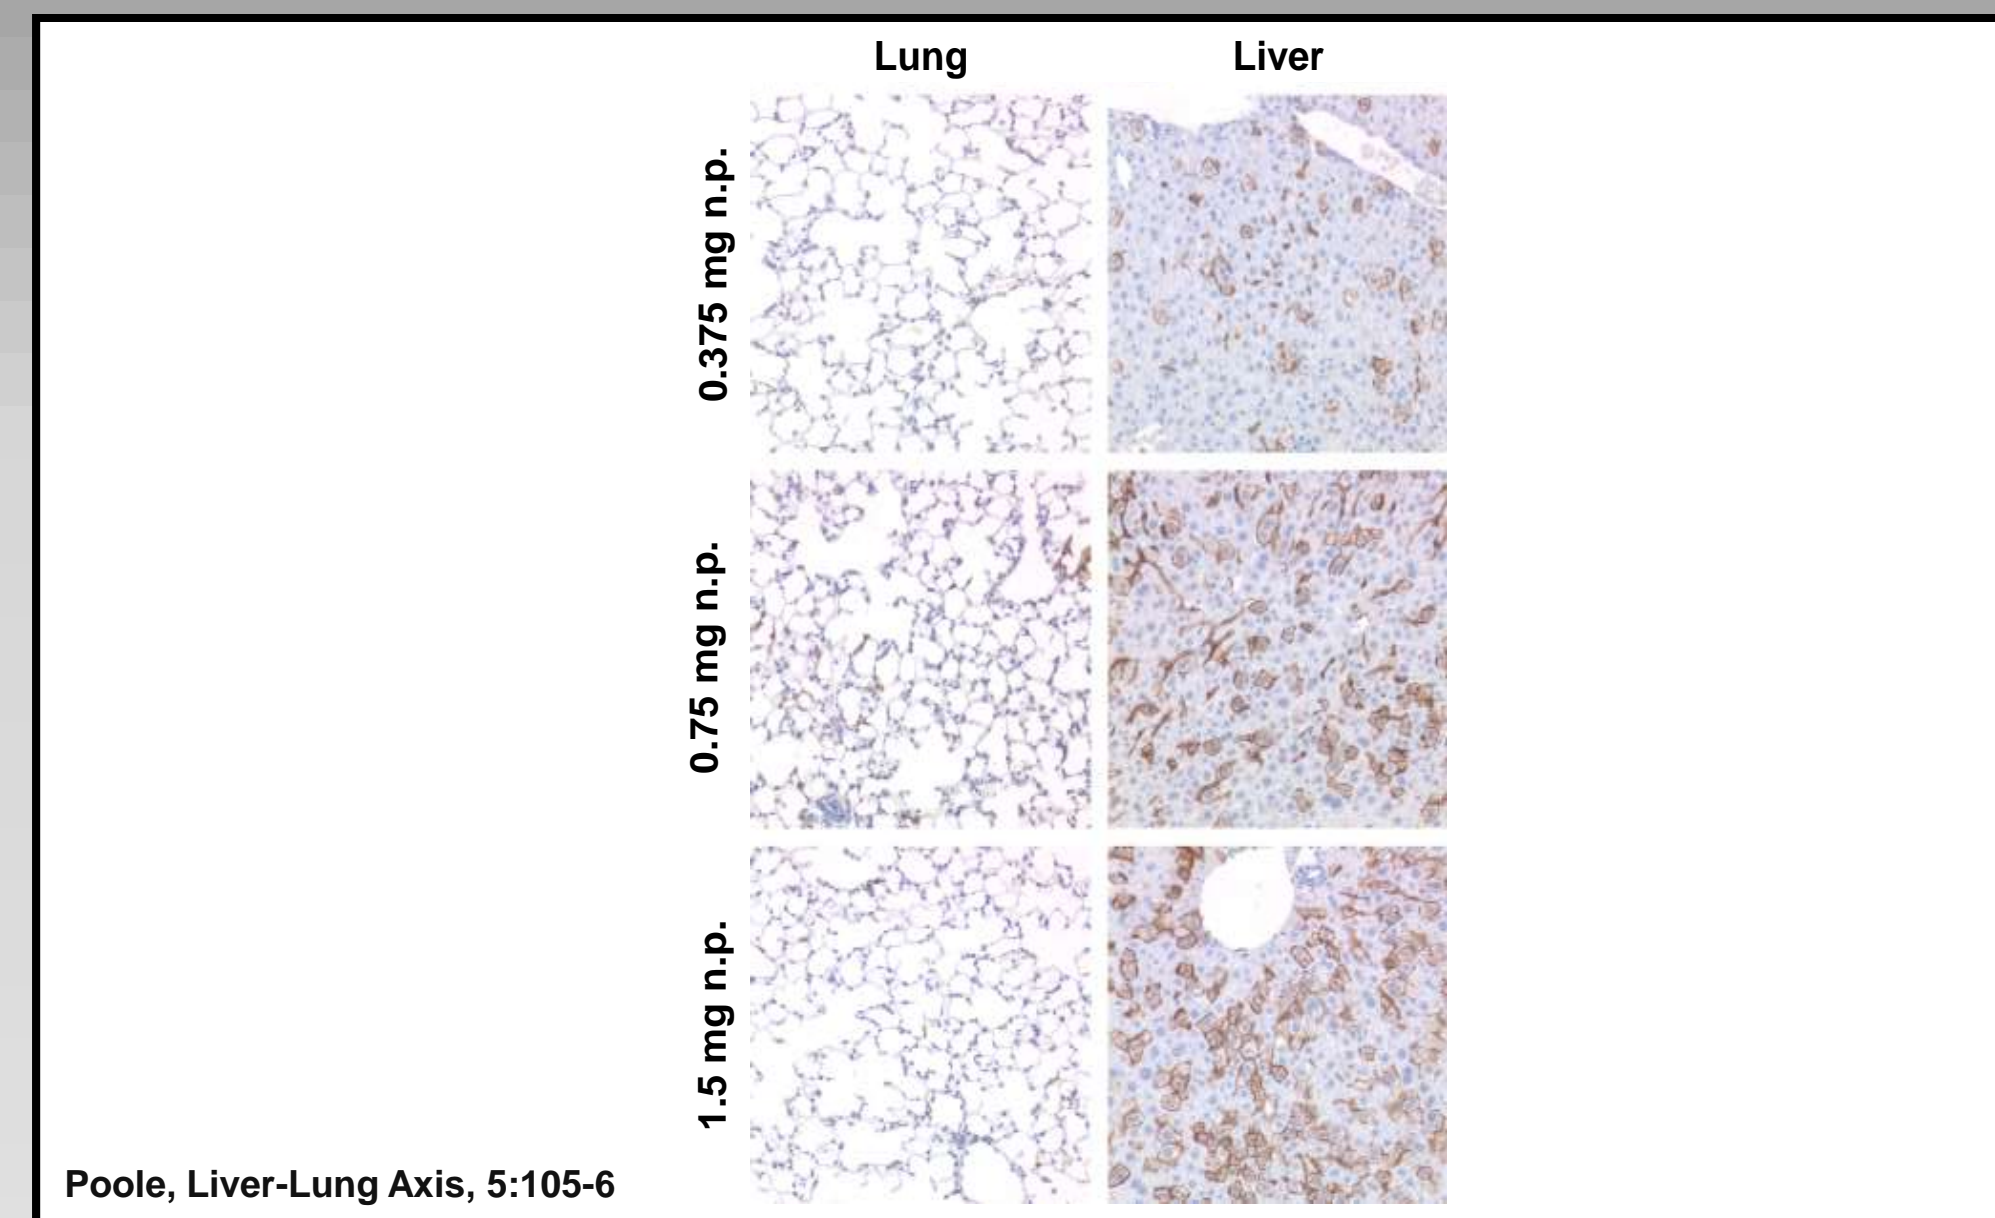 Lung
Liver
0.375 mg n.p.
0.75 mg n.p.
1.5 mg n.p.
Poole, Liver-Lung Axis, 5:105-6